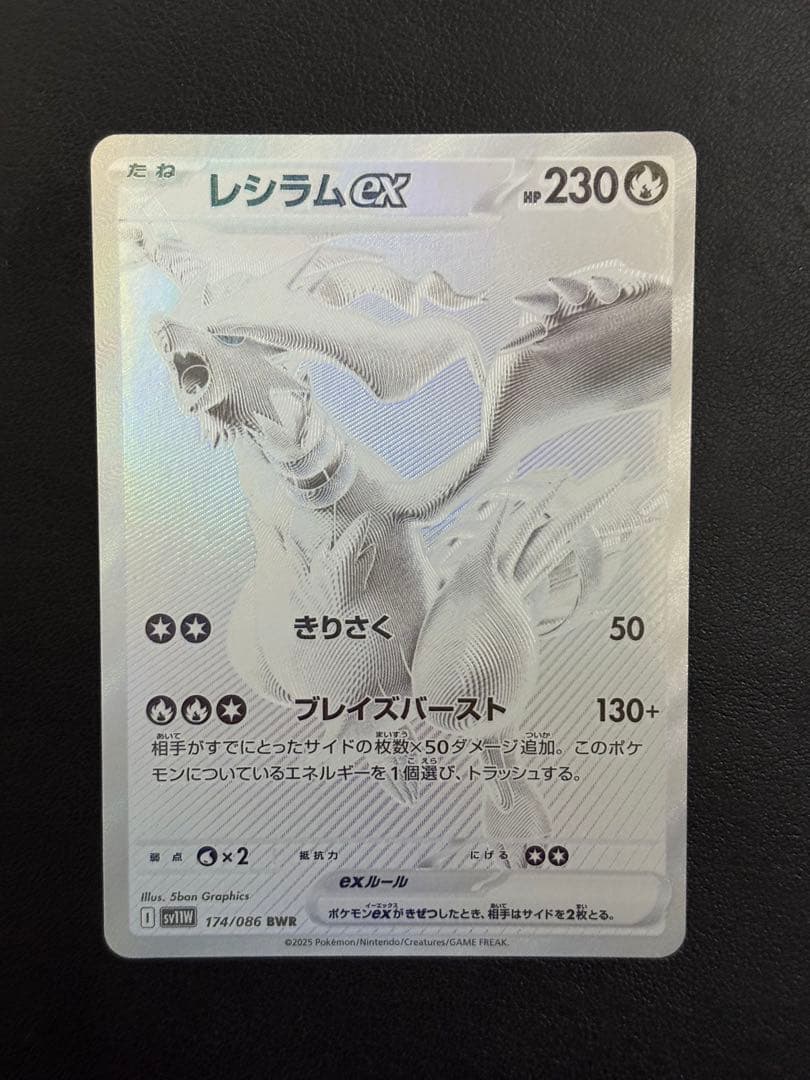 たね レシラムex HP230
きりさく 50
ブレイズバースト 130+
相手がすでにとったサイドの枚数×50ダメージ追加。このポケ
モンについているエネルギーを1個選び、トラッシュする。
弱点 ×2 抵抗力 にげる
exルール
ポケモンexがきぜつしたとき、相手はサイドを2枚とる。
Illus. 5ban Graphics
I sv11W 174/086 BWR
©2025 Pokémon/Nintendo/Creatures/GAME FREAK.